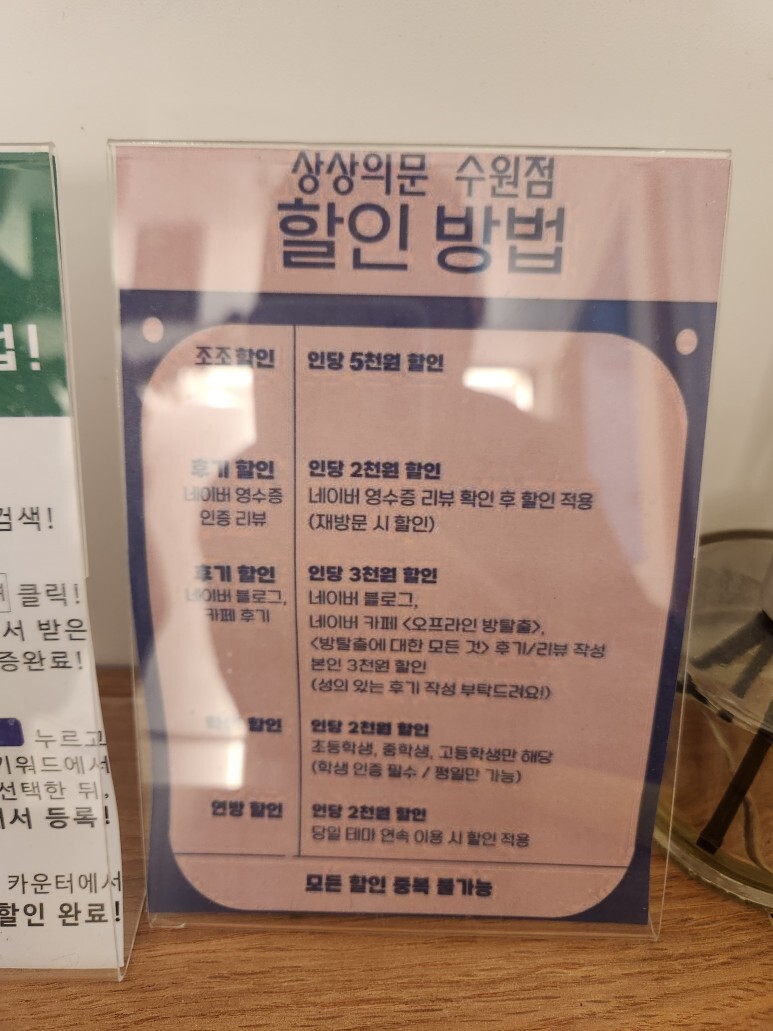 상상의문 수원점
할인 방법
조조할인 인당 5천원 할인
후기 할인 인당 2천원 할인
네이버 영수증 네이버 영수증 리뷰 확인 후 할인 적용
인증 리뷰 (재방문 시 할인)
후기 할인 인당 3천원 할인
네이버 블로그, 네이버 블로그,
카페 후기 네이버 카페 <오프라인 방탈출>,
<방탈출에 대한 모든 것> 후기/리뷰 작성
본인 3천원 할인
(성의 있는 후기 작성 부탁드려요!)
할인 인당 2천원 할인
초등학생, 중학생, 고등학생만 해당
(학생 인증 필수 / 평일만 가능)
연방 할인 인당 2천원 할인
당일 테마 연속 이용 시 할인 적용
모든 할인 중복 불가능
법!
검색!
클릭!
서 받은
증완료!
누르고
키워드에서
선택한 뒤,
서 등록!
카운터에서
할인 완료!